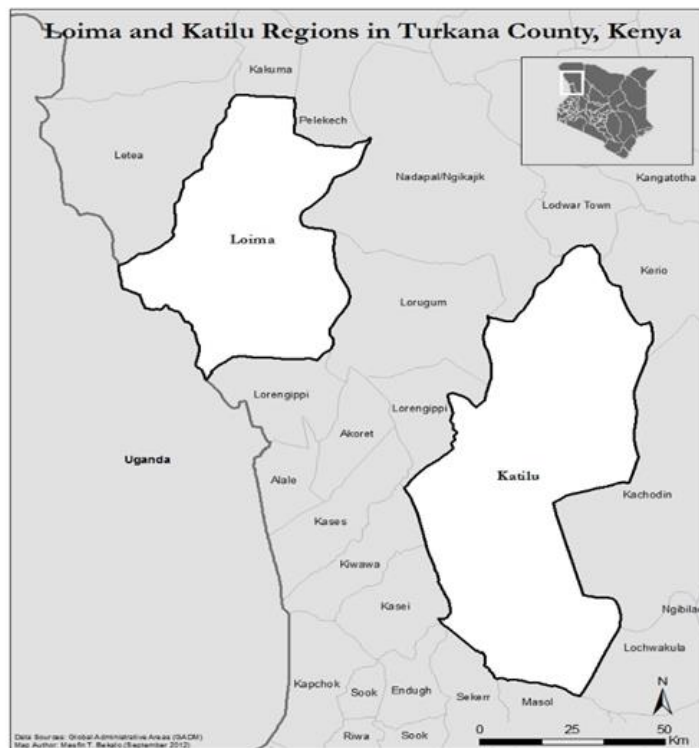 Loima and Katilu Regions in Turkana County, Kenya
Kakuma
Pelekech
Letea
Nadapal/Ngikajik
Kangatotha
Lodwar Town
Loima
Kerio
Lorugum
Lorengippi
Lorengippi
Akoret
Uganda
Alale
Katilu
Kachodin
Kases
Kiwawa
Kasei
Ngibilac
Lochwakula
Kapchok
Sook
Endugh
Sekerr
Masol
N
Riwa
Sook
0 25 50
Km
Data Sources: Global Administrative Areas (GADM)
Map Author: Mesfin T. Bekalo (September 2012)